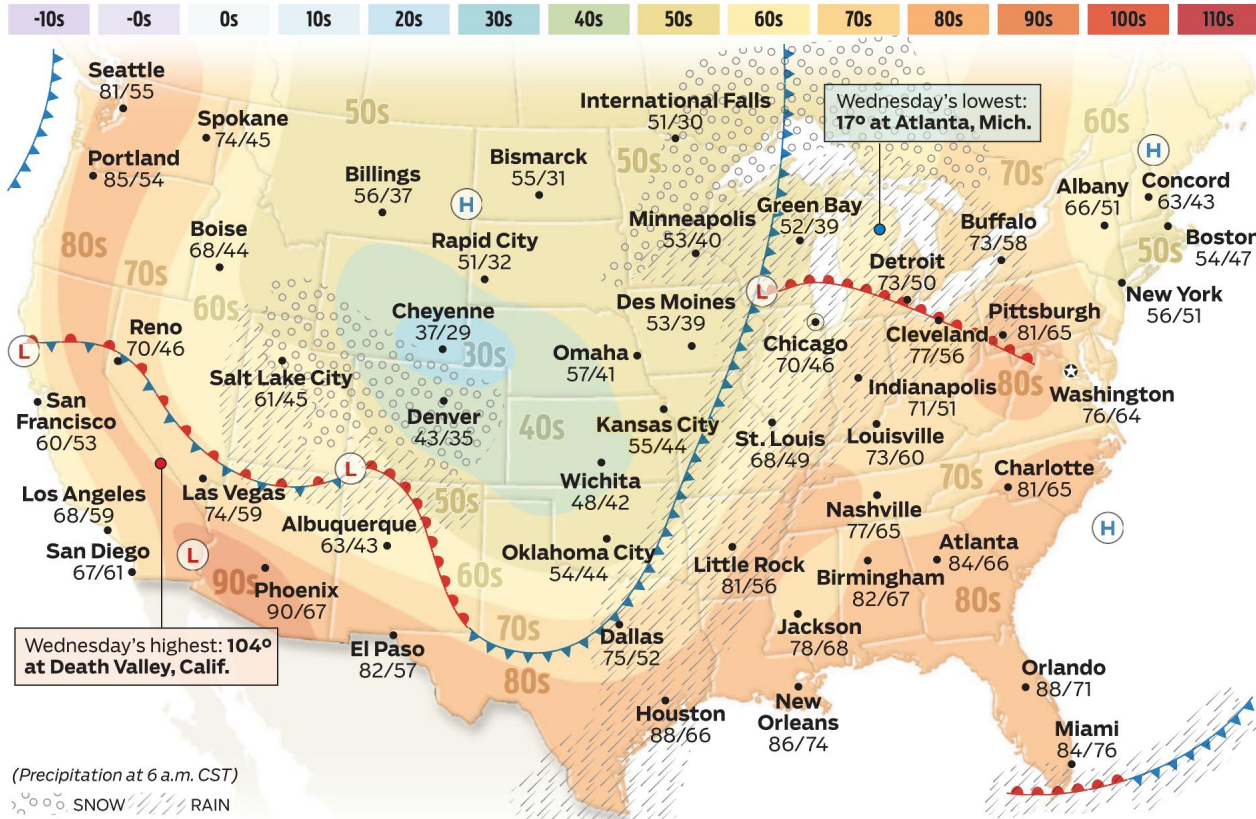 -10s -0s 0s 10s 20s 30s 40s 50s 60s 70s 80s 90s 100s 110s
Seattle
81/55
Spokane
74/45
Portland
85/54
50s
International Falls
51/30
Wednesday's lowest:
17º at Atlanta, Mich.
60s
H
50s
70s
Billings
56/37
Bismarck
55/31
H
Albany
66/51
Concord
63/43
Boise
68/44
Rapid City
51/32
Minneapolis
53/40
Green Bay
52/39
Buffalo
73/58
Boston
54/47
50s
80s
70s
60s
Detroit
73/50
L
New York
56/51
Cheyenne
37/29
30s
Des Moines
53/39
Pittsburgh
81/65
Reno
70/46
L
Omaha
57/41
Chicago
70/46
Cleveland
77/56
Salt Lake City
61/45
80s
Washington
76/64
Indianapolis
71/51
San
Francisco
60/53
Denver
43/35
40s
Kansas City
55/44
St. Louis
68/49
Louisville
73/60
L
Wichita
48/42
70s
Charlotte
81/65
Los Angeles
68/59
Las Vegas
74/59
50s
Nashville
77/65
Albuquerque
63/43
H
San Diego
67/61
L
Oklahoma City
54/44
Little Rock
81/56
Birmingham
82/67
Atlanta
84/66
90s
Phoenix
90/67
60s
80s
Wednesday's highest: 104º
at Death Valley, Calif.
El Paso
82/57
70s
Dallas
75/52
Jackson
78/68
80s
Orlando
88/71
Houston
88/66
New
Orleans
86/74
Miami
84/76
(Precipitation at 6 a.m. CST)
SNOW RAIN